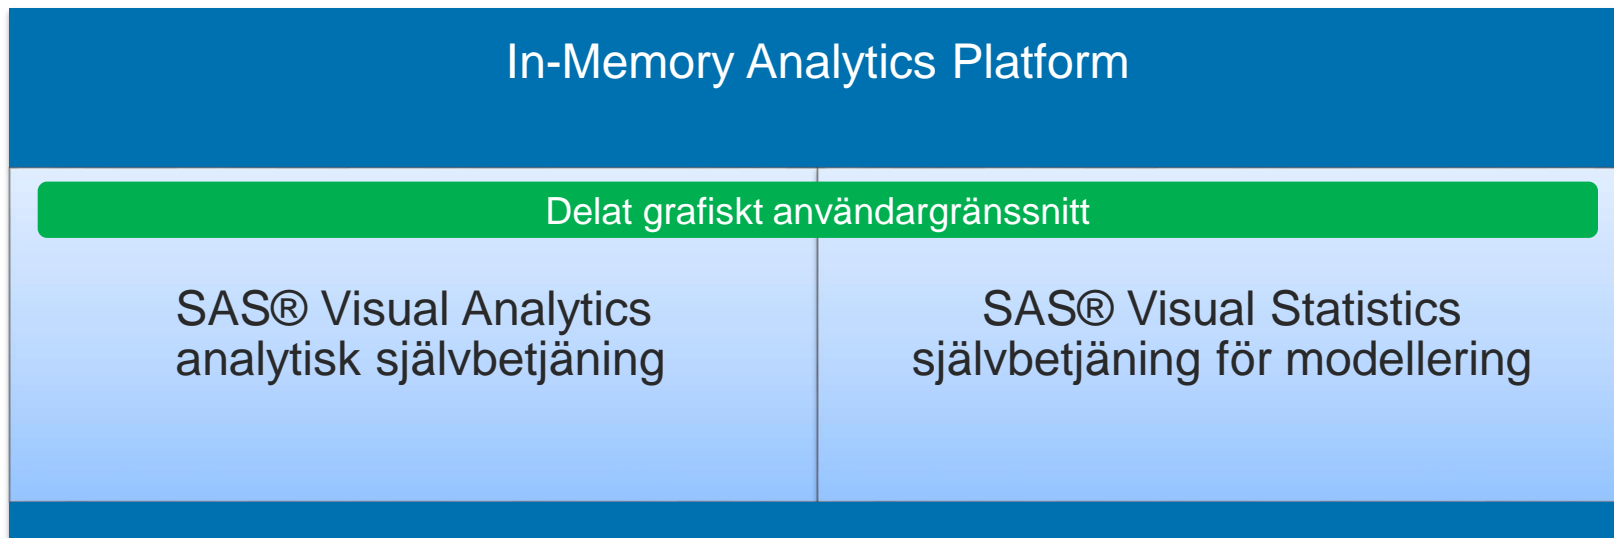 In-Memory Analytics Platform
Delat grafiskt användargränssnitt
SAS® Visual Analytics
analytisk självbetjäning
SAS® Visual Statistics
självbetjäning för modellering